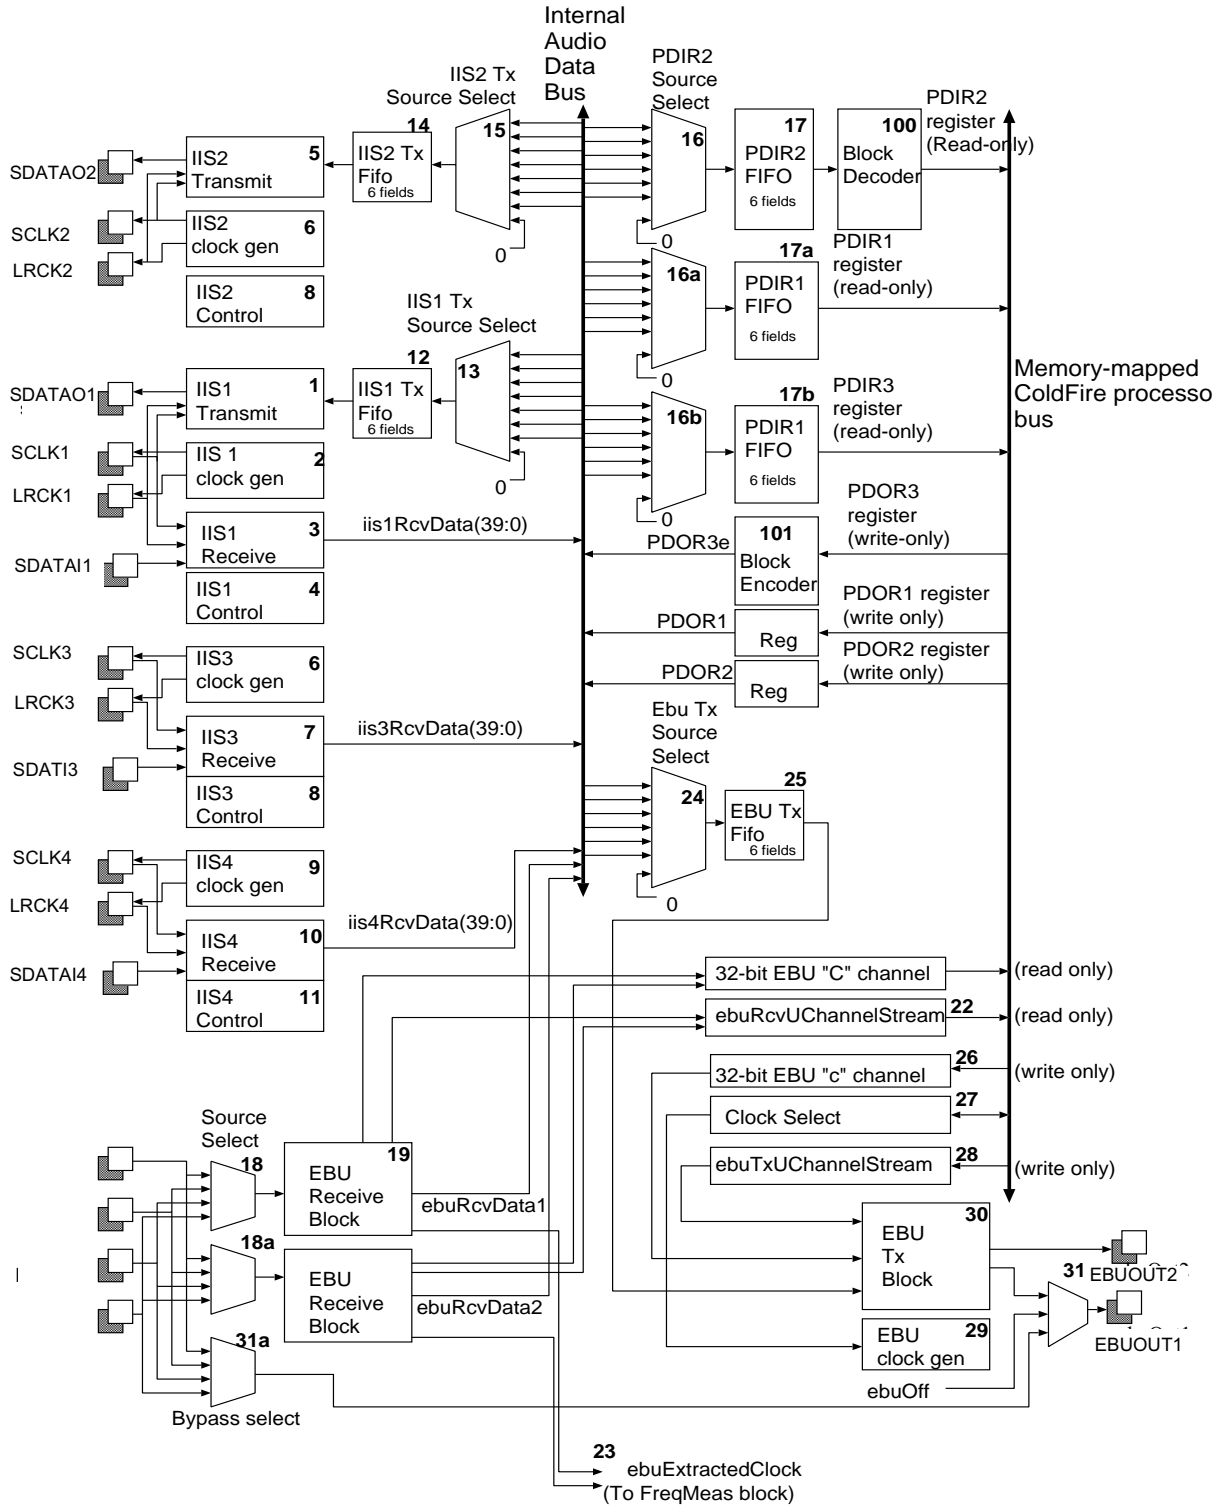 Internal
Audio
Data
Bus
PDIR2
Source
Select
IIS2 Tx
Source Select
PDIR2
register
(Read-only)
14
15
16
17
100
SDATAO2
IIS2
Transmit
5
IIS2 Tx
Fifo
6 fields
PDIR2
FIFO
6 fields
Block
Decoder
SCLK2
IIS2
clock gen
6
LRCK2
0
0
PDIR1
register
(read-only)
17a
16a
PDIR1
FIFO
6 fields
IIS2
Control
8
IIS1 Tx
Source Select
12
13
0
Memory-mapped
ColdFire processo
bus
SDATAO1
IIS1
Transmit
1
IIS1 Tx
Fifo
6 fields
PDIR3
register
(read-only)
17b
16b
PDIR1
FIFO
6 fields
SCLK1
IIS 1
clock gen
2
LRCK1
0
0
PDOR3
register
(write-only)
IIS1
Receive
3
iis1RcvData(39:0)
PDOR3e
101
Block
Encoder
SDATAI1
IIS1
Control
4
PDOR1 register
(write only)
PDOR1
Reg
SCLK3
IIS3
clock gen
6
PDOR2 register
(write only)
PDOR2
Reg
LRCK3
Ebu Tx
Source
Select
IIS3
Receive
7
iis3RcvData(39:0)
SDATI3
IIS3
Control
8
24
25
EBU Tx
Fifo
6 fields
SCLK4
IIS4
clock gen
9
LRCK4
0
iis4RcvData(39:0)
IIS4
Receive
10
SDATAI4
IIS4
Control
11
32-bit EBU "C" channel
(read only)
ebuRcvUChannelStream
22
(read only)
26
32-bit EBU "c" channel
(write only)
27
Clock Select
28
ebuTxUChannelStream
(write only)
Source
Select
18
19
EBU
Receive
Block
ebuRcvData1
30
EBU
Tx
Block
18a
EBU
Receive
Block
ebuRcvData2
31
EBUOUT2
EBUOUT1
29
EBU
clock gen
31a
ebuOff
Bypass select
23
ebuExtractedClock
(To FreqMeas block)